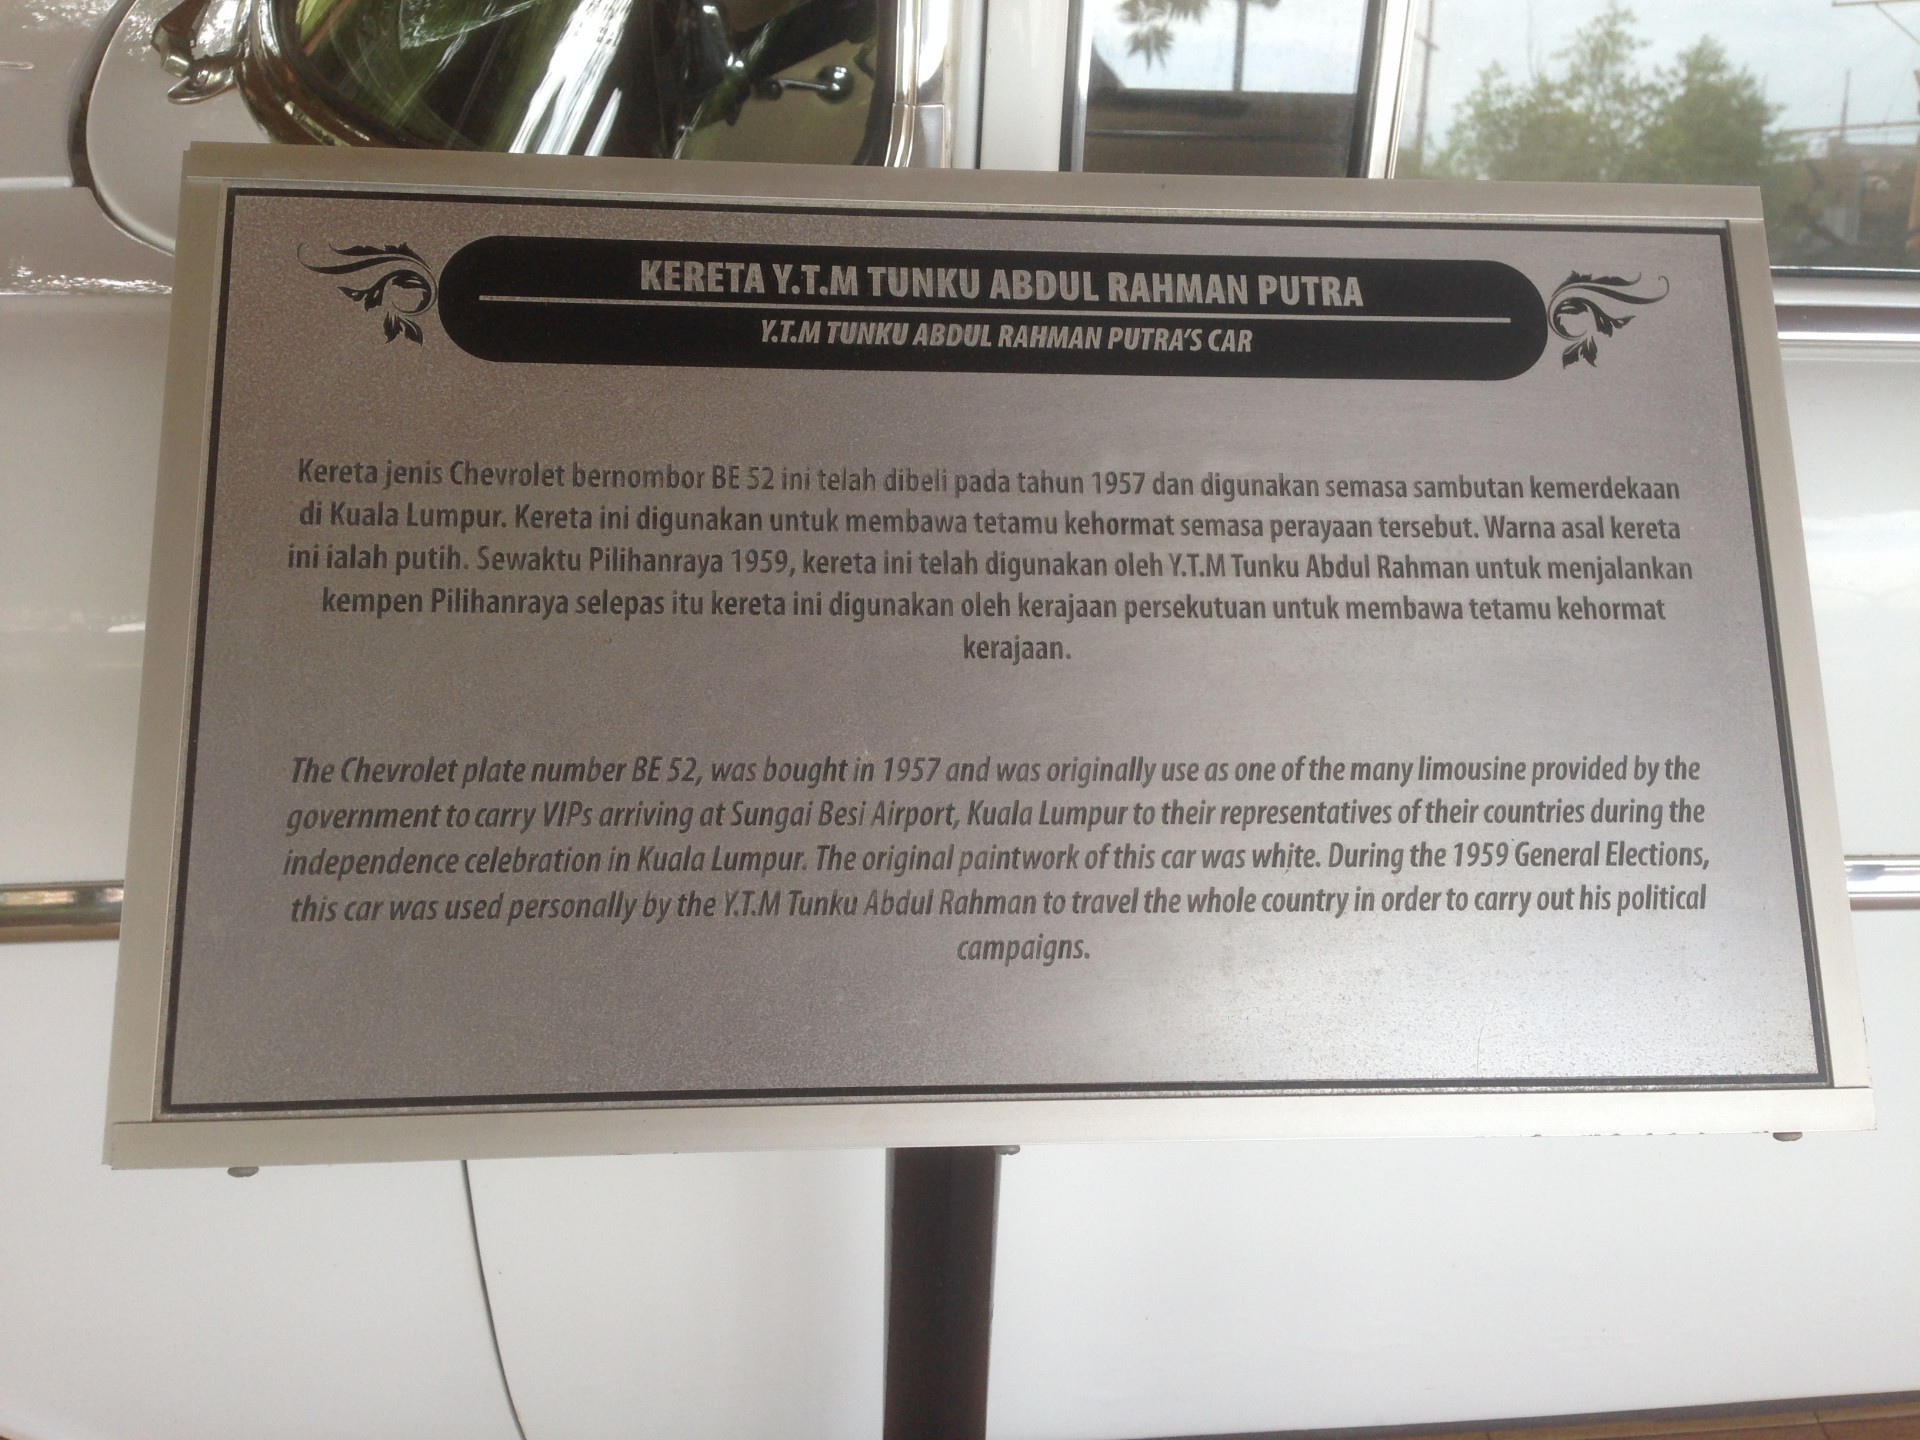 KERETA Y.T.M TUNKU ABDUL RAHMAN PUTRA
Y.T.M TUNKU ABDUL RAHMAN PUTRA'S CAR
Kereta jenis Chevrolet bernombor BE 52 ini telah dibeli pada tahun 1957 dan digunakan semasa sambutan kemerdekaan
di Kuala Lumpur. Kereta ini digunakan untuk membawa tetamu kehormat semasa perayaan tersebut. Warna asal kereta
ini ialah putih. Sewaktu Pilihanraya 1959, kereta ini telah digunakan oleh Y.T.M Tunku Abdul Rahman untuk menjalankan
kempen Pilihanraya selepas itu kereta ini digunakan oleh kerajaan persekutuan untuk membawa tetamu kehormat
kerajaan.
The Chevrolet plate number BE 52, was bought in 1957 and was originally use as one of the many limousine provided by the
government to carry VIPs arriving at Sungai Besi Airport, Kuala Lumpur to their representatives of their countries during the
independence celebration in Kuala Lumpur. The original paintwork of this car was white. During the 1959 General Elections,
this car was used personally by the Y.T.M Tunku Abdul Rahman to travel the whole country in order to carry out his political
campaigns.